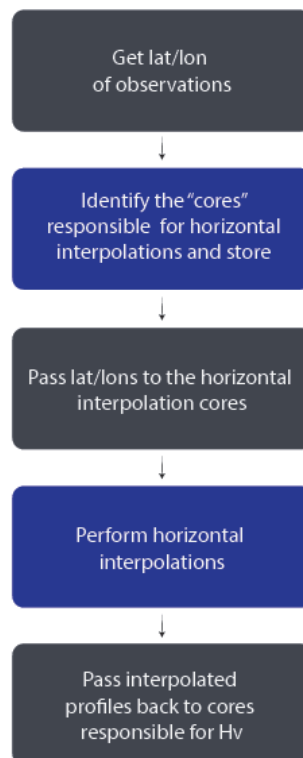 Get lat/lon
of observations
Identify the “cores”
responsible for horizontal
interpolations and store
Pass lat/lons to the horizontal
interpolation cores
Perform horizontal
interpolations
Pass interpolated
profiles back to cores
responsible for Hv